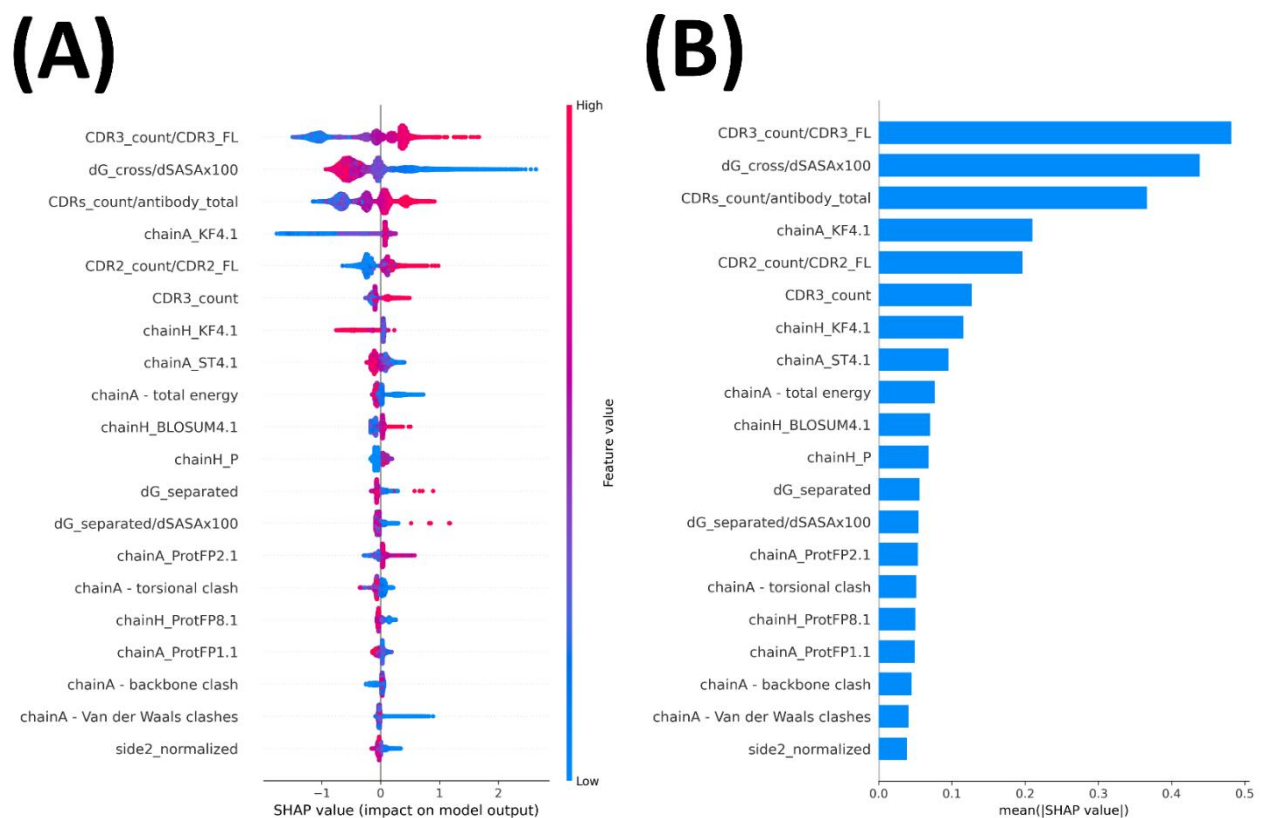 (A)
High
CDR3_count/CDR3_FL
dG_cross/dSASAx100
CDRs_count/antibody_total
chainA_KF4.1
CDR2_count/CDR2_FL
CDR3_count
chainH_KF4.1
chainA_ST4.1
chainA - total energy
chainH_BLOSUM4.1
chainH_P
dG_separated
dG_separated/dSASAx100
chainA_ProtFP2.1
chainA - torsional clash
chainH_ProtFP8.1
chainA_ProtFP1.1
chainA - backbone clash
chainA - Van der Waals clashes
side2_normalized
Feature value
Low
−1 0 1 2
SHAP value (impact on model output)
(B)
CDR3_count/CDR3_FL
dG_cross/dSASAx100
CDRs_count/antibody_total
chainA_KF4.1
CDR2_count/CDR2_FL
CDR3_count
chainH_KF4.1
chainA_ST4.1
chainA - total energy
chainH_BLOSUM4.1
chainH_P
dG_separated
dG_separated/dSASAx100
chainA_ProtFP2.1
chainA - torsional clash
chainH_ProtFP8.1
chainA_ProtFP1.1
chainA - backbone clash
chainA - Van der Waals clashes
side2_normalized
0.0 0.1 0.2 0.3 0.4 0.5
mean(|SHAP value|)